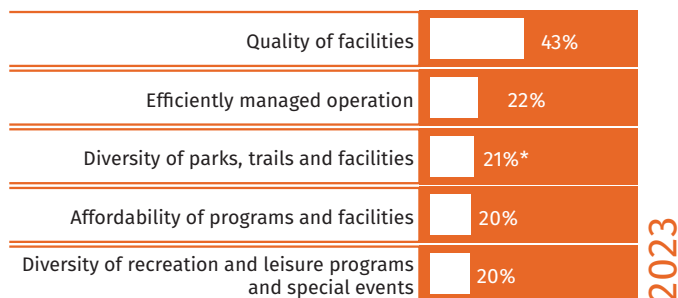 Quality of facilities 43%
Efficiently managed operation 22%
Diversity of parks, trails and facilities 21%*
Affordability of programs and facilities 20%
Diversity of recreation and leisure programs
and special events 20%
2023